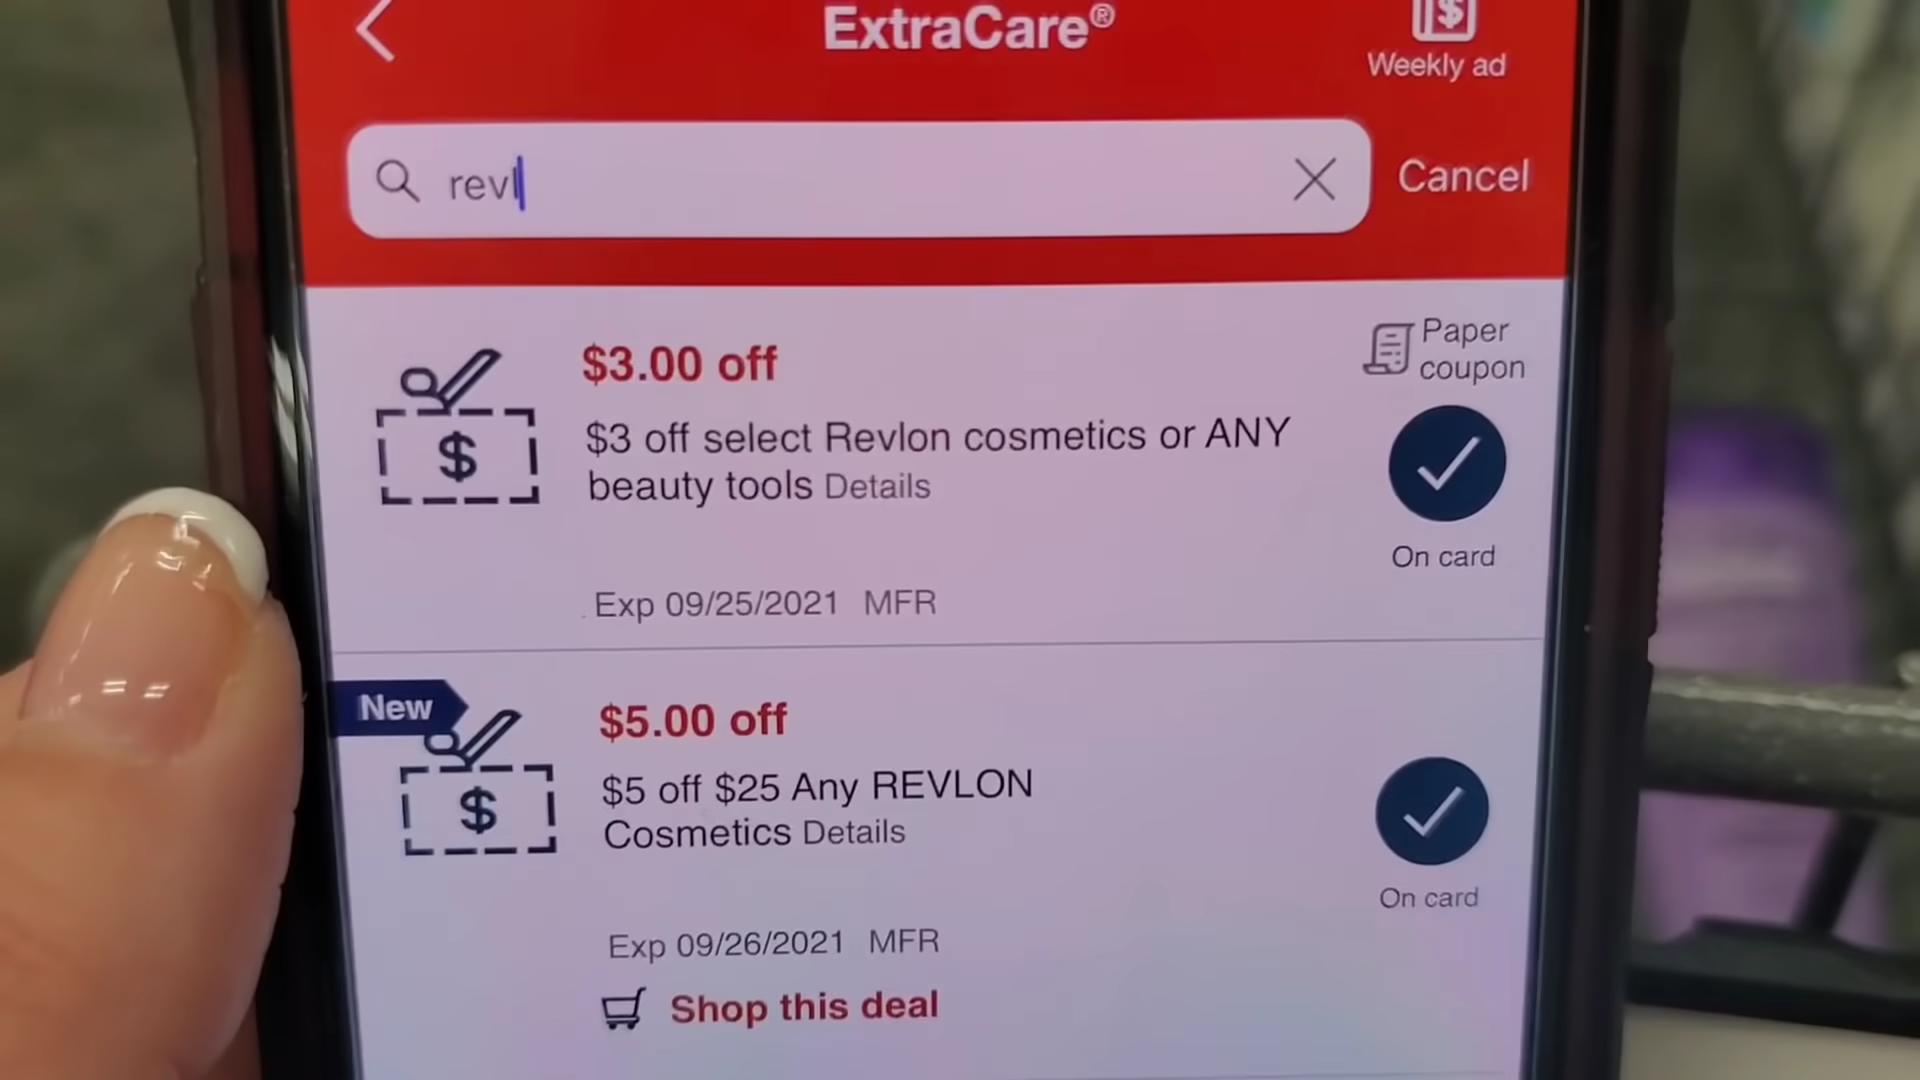 ExtraCare®
$
Weekly ad
revl
Cancel
$3.00 off
Paper
coupon
$
$3 off select Revlon cosmetics or ANY
beauty tools Details
On card
Exp 09/25/2021 MFR
New
$5.00 off
$
$5 off $25 Any REVLON
Cosmetics Details
On card
Exp 09/26/2021 MFR
Shop this deal